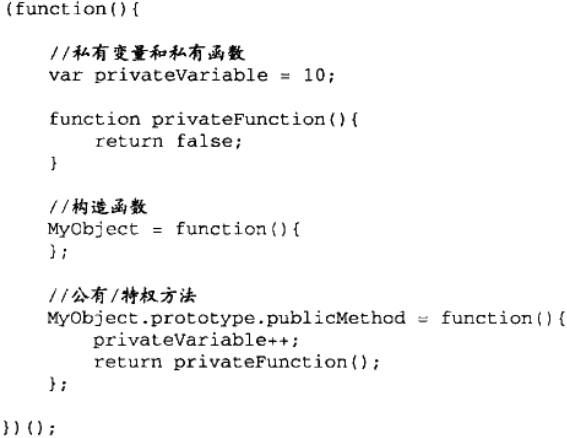 (function(){
//私有变量和私有函数
var privateVariable = 10;
function privateFunction(){
return false;
}
//构造函数
MyObject = function(){
};
//公有/特权方法
MyObject.prototype.publicMethod = function(){
privateVariable++;
return privateFunction();
};
})();